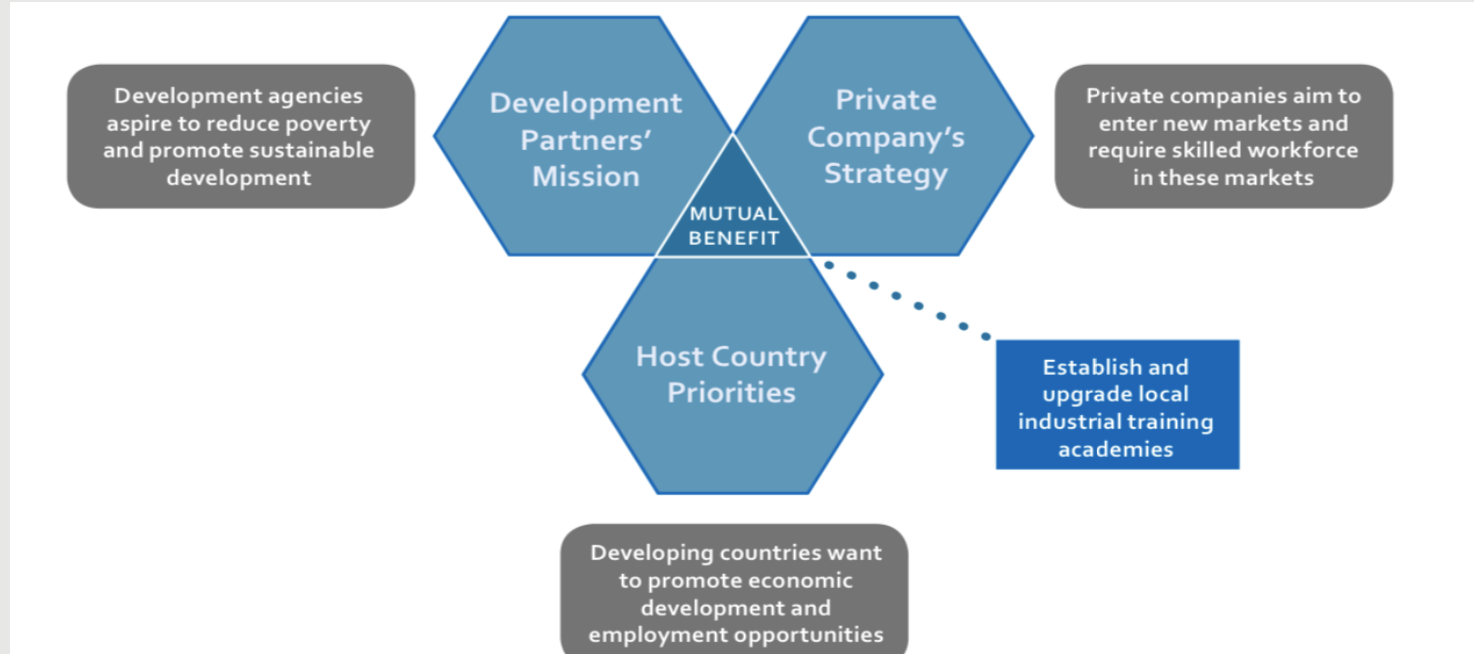 Development agencies
aspire to reduce poverty
and promote sustainable
development
Development
Partners’
Mission
Private
Company’s
Strategy
Private companies aim to
enter new markets and
require skilled workforce
in these markets
MUTUAL
BENEFIT
Host Country
Priorities
Establish and
upgrade local
industrial training
academies
Developing countries want
to promote economic
development and
employment opportunities